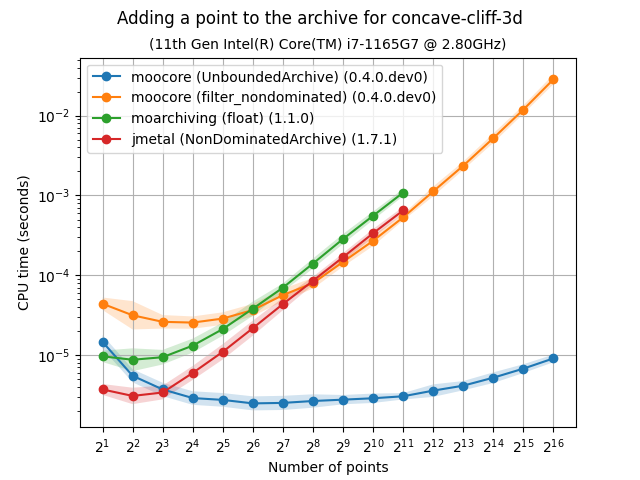 Adding a point to the archive for concave-cliff-3d
(11th Gen Intel(R) Core(TM) i7-1165G7 @ 2.80GHz)
moocore (UnboundedArchive) (0.4.0.dev0)
moocore (filter_nondominated) (0.4.0.dev0)
moarchiving (float) (1.1.0)
jmetal (NonDominatedArchive) (1.7.1)
CPU time (seconds)
10⁻²
10⁻³
10⁻⁴
10⁻⁵
2¹ 2² 2³ 2⁴ 2⁵ 2⁶ 2⁷ 2⁸ 2⁹ 2¹⁰ 2¹¹ 2¹² 2¹³ 2¹⁴ 2¹⁵ 2¹⁶
Number of points